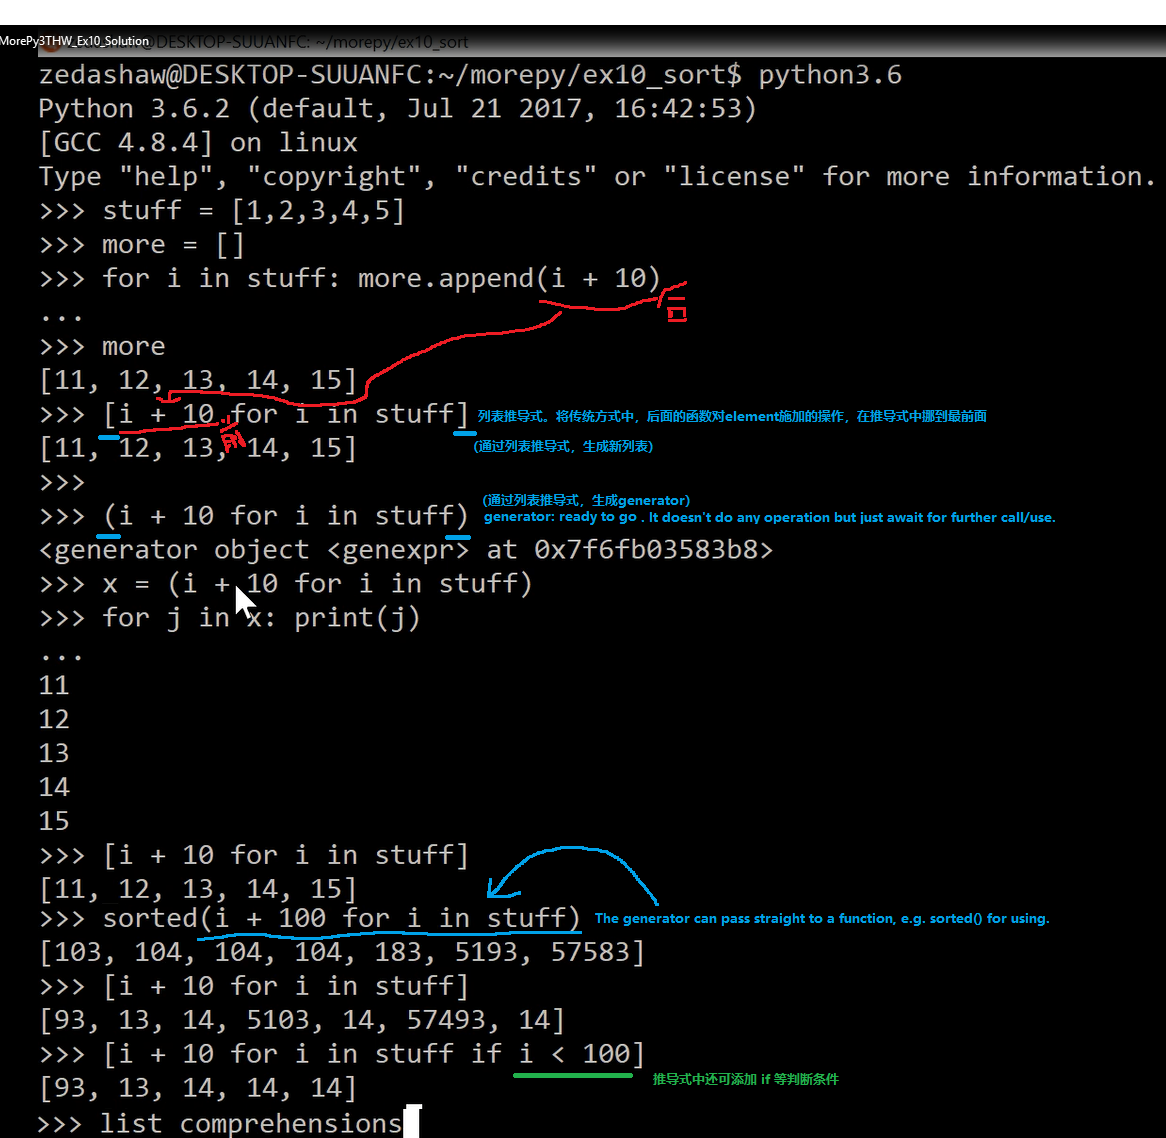 MorePy3THW_Ex10_Solution
zedashaw@DESKTOP-SUUANFC: ~/morepy/ex10_sort
zedashaw@DESKTOP-SUUANFC:~/morepy/ex10_sort$ python3.6
Python 3.6.2 (default, Jul 21 2017, 16:42:53)
[GCC 4.8.4] on linux
Type "help", "copyright", "credits" or "license" for more information.
>>> stuff = [1,2,3,4,5]
>>> more = []
>>> for i in stuff: more.append(i + 10)
...
>>> more
[11, 12, 13, 14, 15]
>>> [i + 10 for i in stuff] 列表推导式。将传统方式中，后面的函数对element施加的操作，在推导式中挪到最前面
[11, 12, 13, 14, 15] (通过列表推导式，生成新列表)
>>>
(通过列表推导式，生成generator)
>>> (i + 10 for i in stuff) generator: ready to go . It doesn't do any operation but just await for further call/use.
<generator object <genexpr> at 0x7f6fb03583b8>
>>> x = (i + 10 for i in stuff)
>>> for j in x: print(j)
...
11
12
13
14
15
>>> [i + 10 for i in stuff]
[11, 12, 13, 14, 15]
>>> sorted(i + 100 for i in stuff) The generator can pass straight to a function, e.g. sorted() for using.
[103, 104, 104, 104, 183, 5193, 57583]
>>> [i + 10 for i in stuff]
[93, 13, 14, 5103, 14, 57493, 14]
>>> [i + 10 for i in stuff if i < 100]
推导式中还可添加 if 等判断条件
[93, 13, 14, 14, 14]
>>> list comprehensions